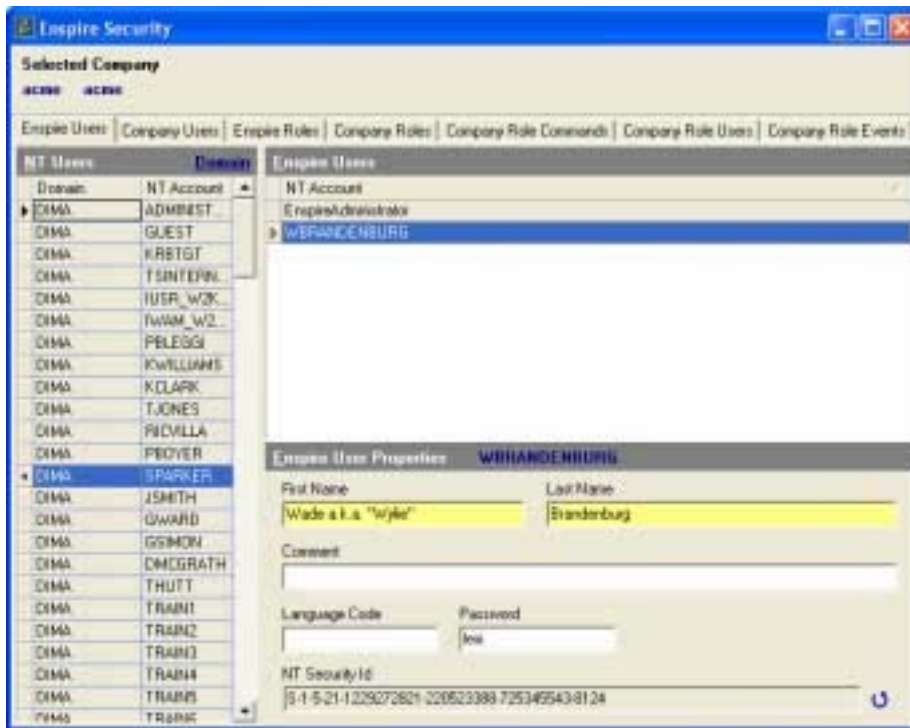 Enspire Security
Selected Company
acme acme
Enspire Users Company Users Enspire Roles Company Roles Company Role Commands Company Role Users Company Role Events
NT Users Domain
Domain NT Account
DIMA ADMINIST...
DIMA GUEST
DIMA KRBTGT
DIMA TSINTERN...
DIMA IUSR_W2K...
DIMA IWAM_W2...
DIMA PBLEGGI
DIMA KWILLIAMS
DIMA KCLARK
DIMA TJONES
DIMA RICVILLA
DIMA PBOYER
DIMA SPARKER
DIMA JSMITH
DIMA GWARD
DIMA GSIMON
DIMA DMCGRATH
DIMA THUTT
DIMA TRAIN1
DIMA TRAIN2
DIMA TRAIN3
DIMA TRAIN4
DIMA TRAIN5
DIMA TRAIN6
Enspire Users
NT Account
EnspireAdministrator
WBRANDENBURG
Enspire User Properties WBRANDENBURG
First Name Last Name
Wade a.k.a. "Wylie" Brandenburg
Comment
Language Code Password
NT Security Id
S-1-5-21-1229272821-220523388-725345543-8124